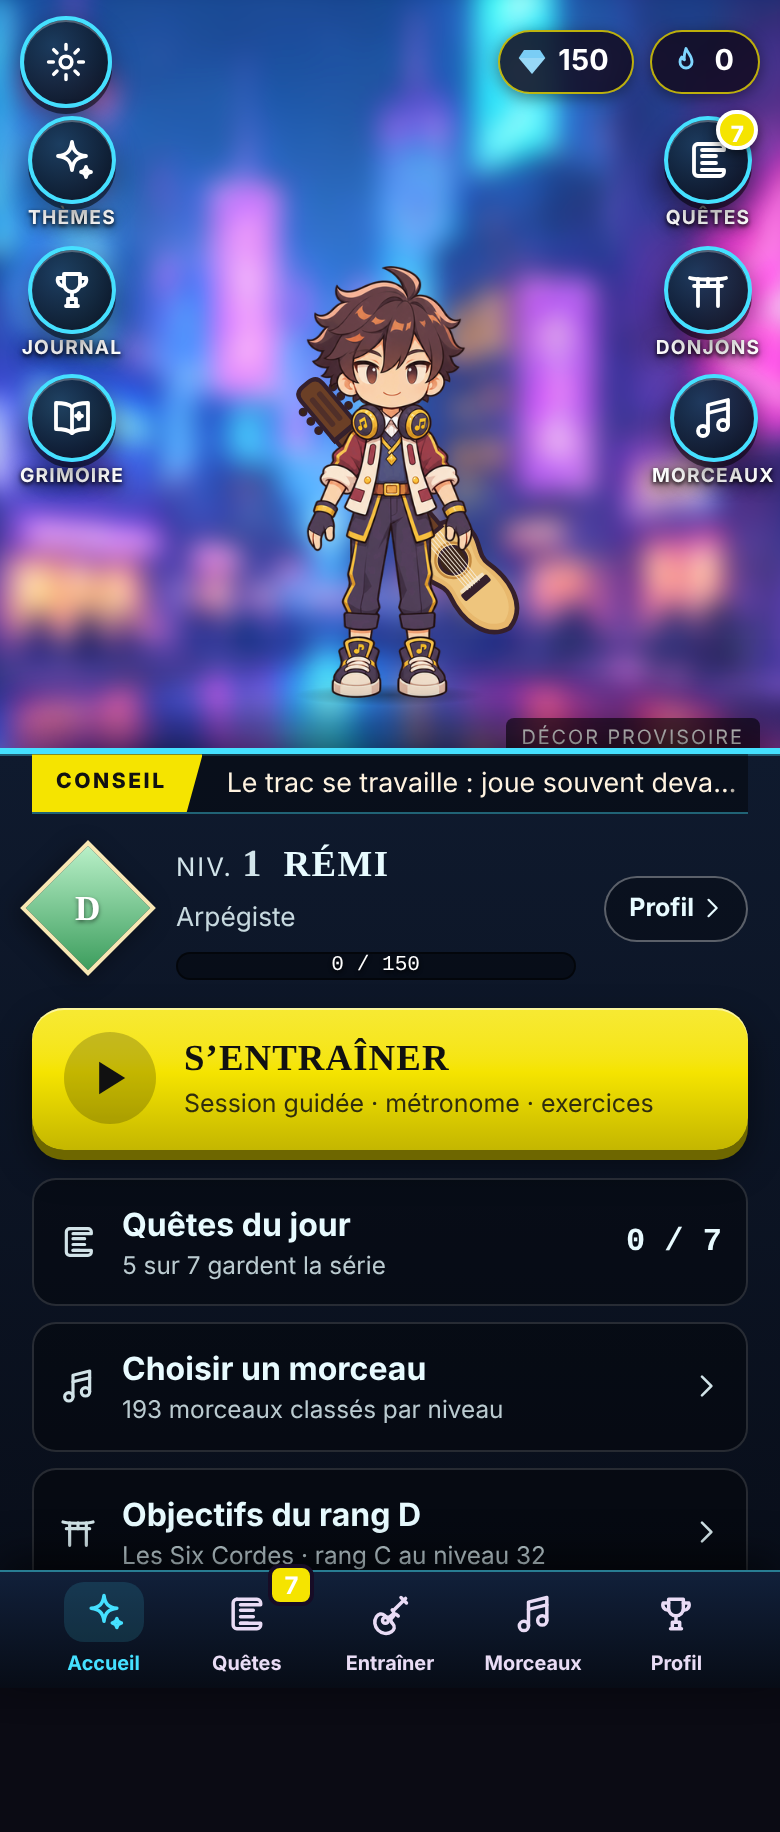 150
0
7
THÈMES
QUÊTES
JOURNAL
DONJONS
GRIMOIRE
MORCEAUX
DÉCOR PROVISOIRE
CONSEIL
Le trac se travaille : joue souvent deva...
D
NIV. 1 RÉMI
Arpégiste
0 / 150
Profil
S’ENTRAÎNER
Session guidée · métronome · exercices
Quêtes du jour
5 sur 7 gardent la série
0 / 7
Choisir un morceau
193 morceaux classés par niveau
Objectifs du rang D
Les Six Cordes · rang C au niveau 32
7
Accueil
Quêtes
Entraîner
Morceaux
Profil